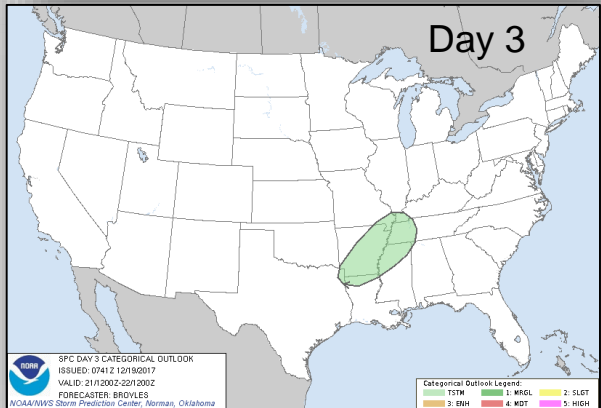 Day 3
NOAA
SPC DAY 3 CATEGORICAL OUTLOOK
ISSUED: 0741Z 12/19/2017
VALID: 21/1200Z-22/1200Z
FORECASTER: BROYLES
NOAA/NWS Storm Prediction Center, Norman, Oklahoma
Categorical Outlook Legend:
TSTM 1: MRGL 2: SLGT
3: ENH 4: MDT 5: HIGH